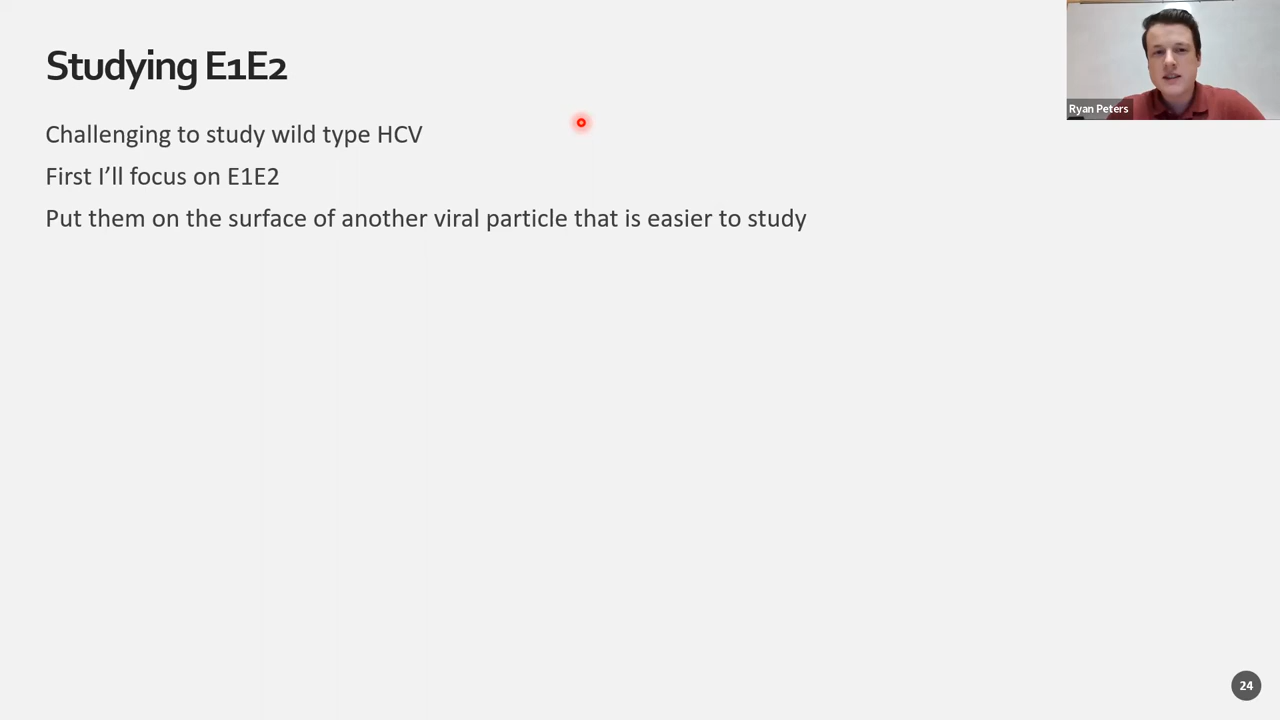 Studying E1E2
Ryan Peters
Challenging to study wild type HCV
First I’ll focus on E1E2
Put them on the surface of another viral particle that is easier to study
24